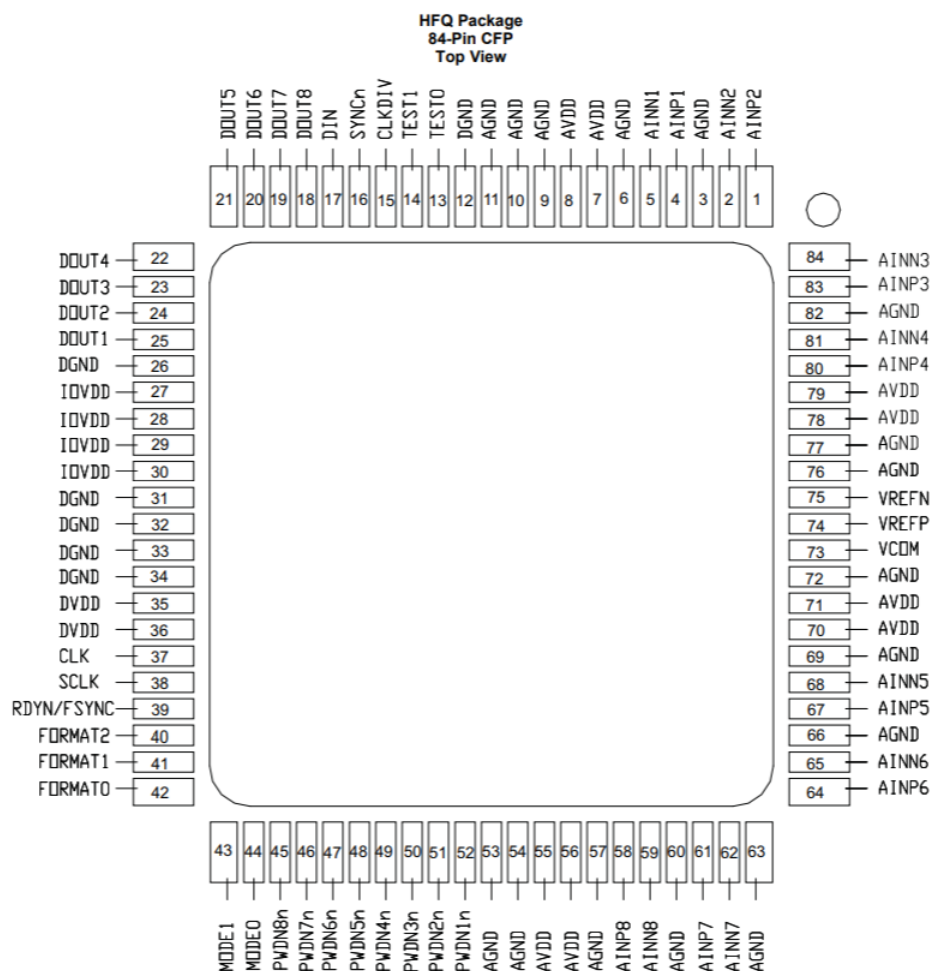 HFQ Package
84-Pin CFP
Top View
DOUT5 DOUT6 DOUT7 DOUT8 DIN SYNCn CLKDIV TEST1 TEST0 DGND AGND AGND AGND AVDD AVDD AGND AINN1 AINP1 AGND AINN2 AINP2
21 20 19 18 17 16 15 14 13 12 11 10 9 8 7 6 5 4 3 2 1
DOUT4 22 84 AINN3
DOUT3 23 83 AINP3
DOUT2 24 82 AGND
DOUT1 25 81 AINN4
DGND 26 80 AINP4
IOVDD 27 79 AVDD
IOVDD 28 78 AVDD
IOVDD 29 77 AGND
IOVDD 30 76 AGND
DGND 31 75 VREFN
DGND 32 74 VREFP
DGND 33 73 VCOM
DGND 34 72 AGND
DVDD 35 71 AVDD
DVDD 36 70 AVDD
CLK 37 69 AGND
SCLK 38 68 AINN5
RDYN/FSYNC 39 67 AINP5
FORMAT2 40 66 AGND
FORMAT1 41 65 AINN6
FORMAT0 42 64 AINP6
43 44 45 46 47 48 49 50 51 52 53 54 55 56 57 58 59 60 61 62 63
MODE1 MODE0 PWDN8n PWDN7n PWDN6n PWDN5n PWDN4n PWDN3n PWDN2n PWDN1n AGND AGND AVDD AVDD AGND AINP8 AINN8 AGND AINP7 AINN7 AGND